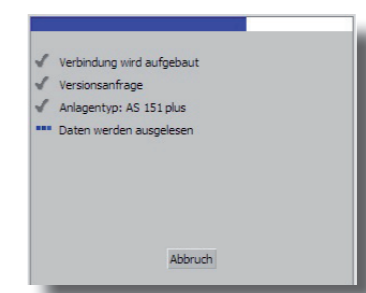 Verbindung wird aufgebaut
Versionsanfrage
Anlagentyp: AS 151 plus
Daten werden ausgelesen
Abbruch